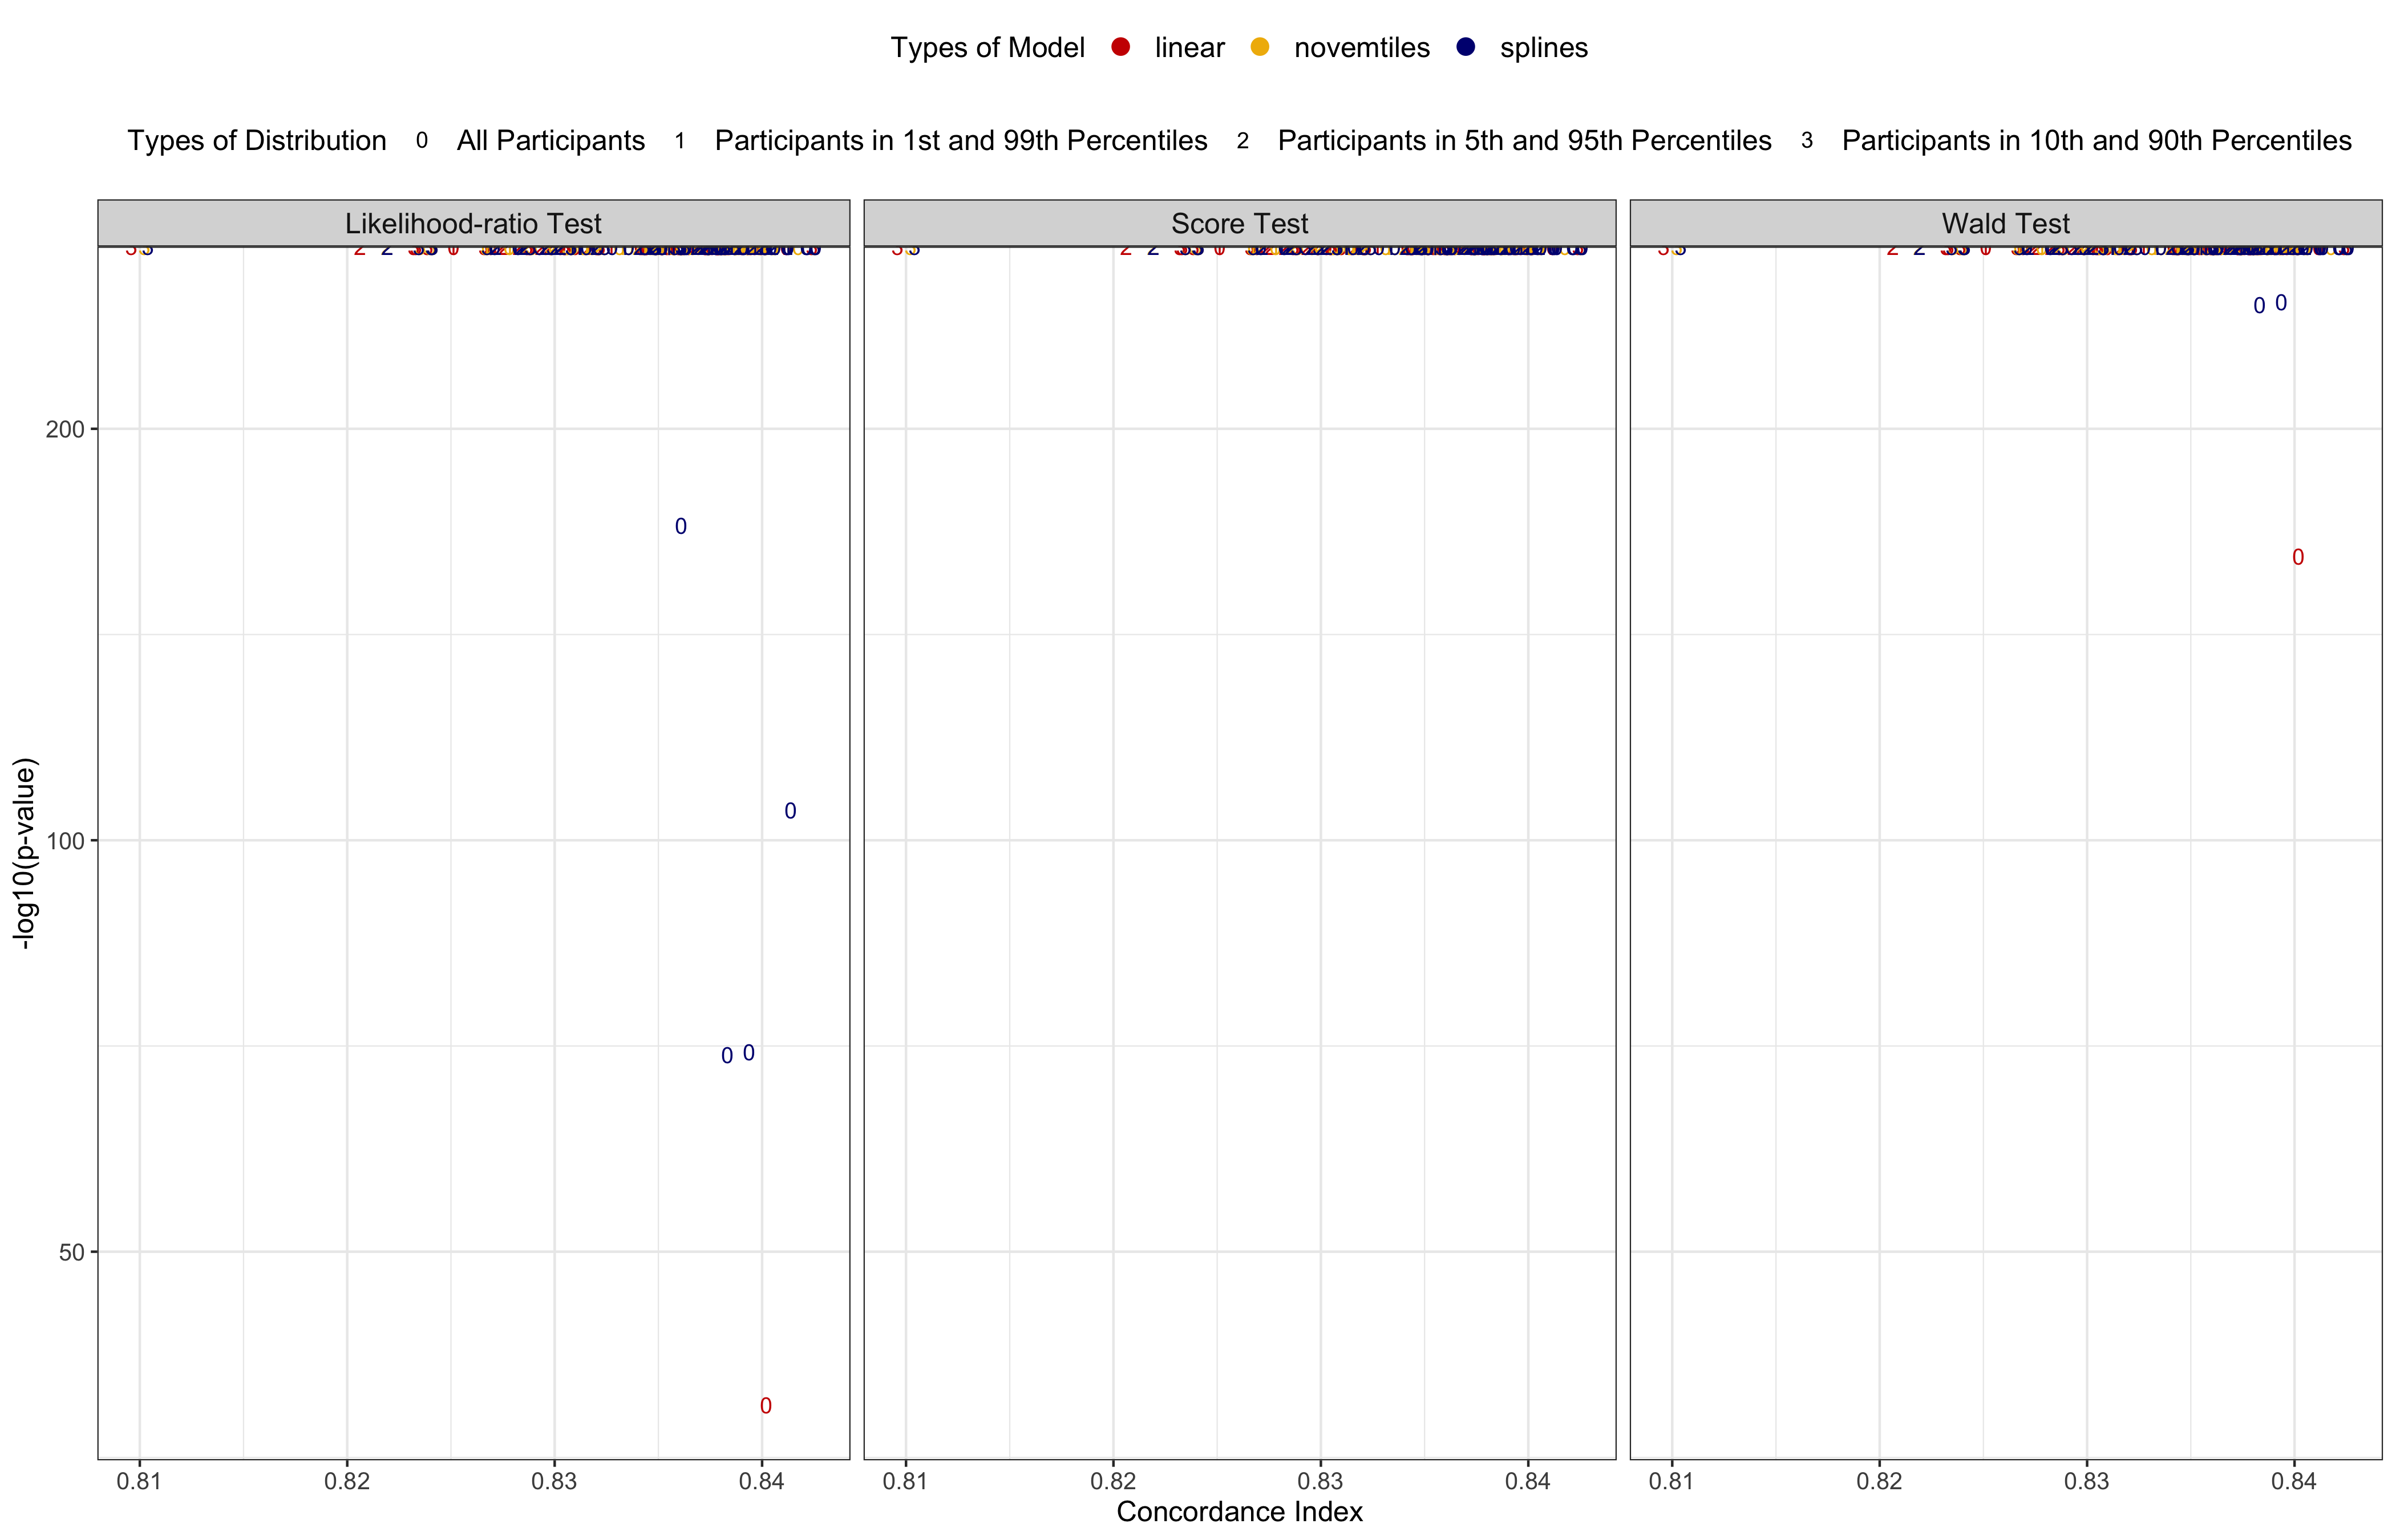 Types of Model linear novemtiles splines
Types of Distribution 0 All Participants 1 Participants in 1st and 99th Percentiles 2 Participants in 5th and 95th Percentiles 3 Participants in 10th and 90th Percentiles
Likelihood-ratio Test Score Test Wald Test
0 0
200
0
0
0
100
0 0
50
0
-log10(p-value)
0.81 0.82 0.83 0.84 0.81 0.82 0.83 0.84 0.81 0.82 0.83 0.84
Concordance Index